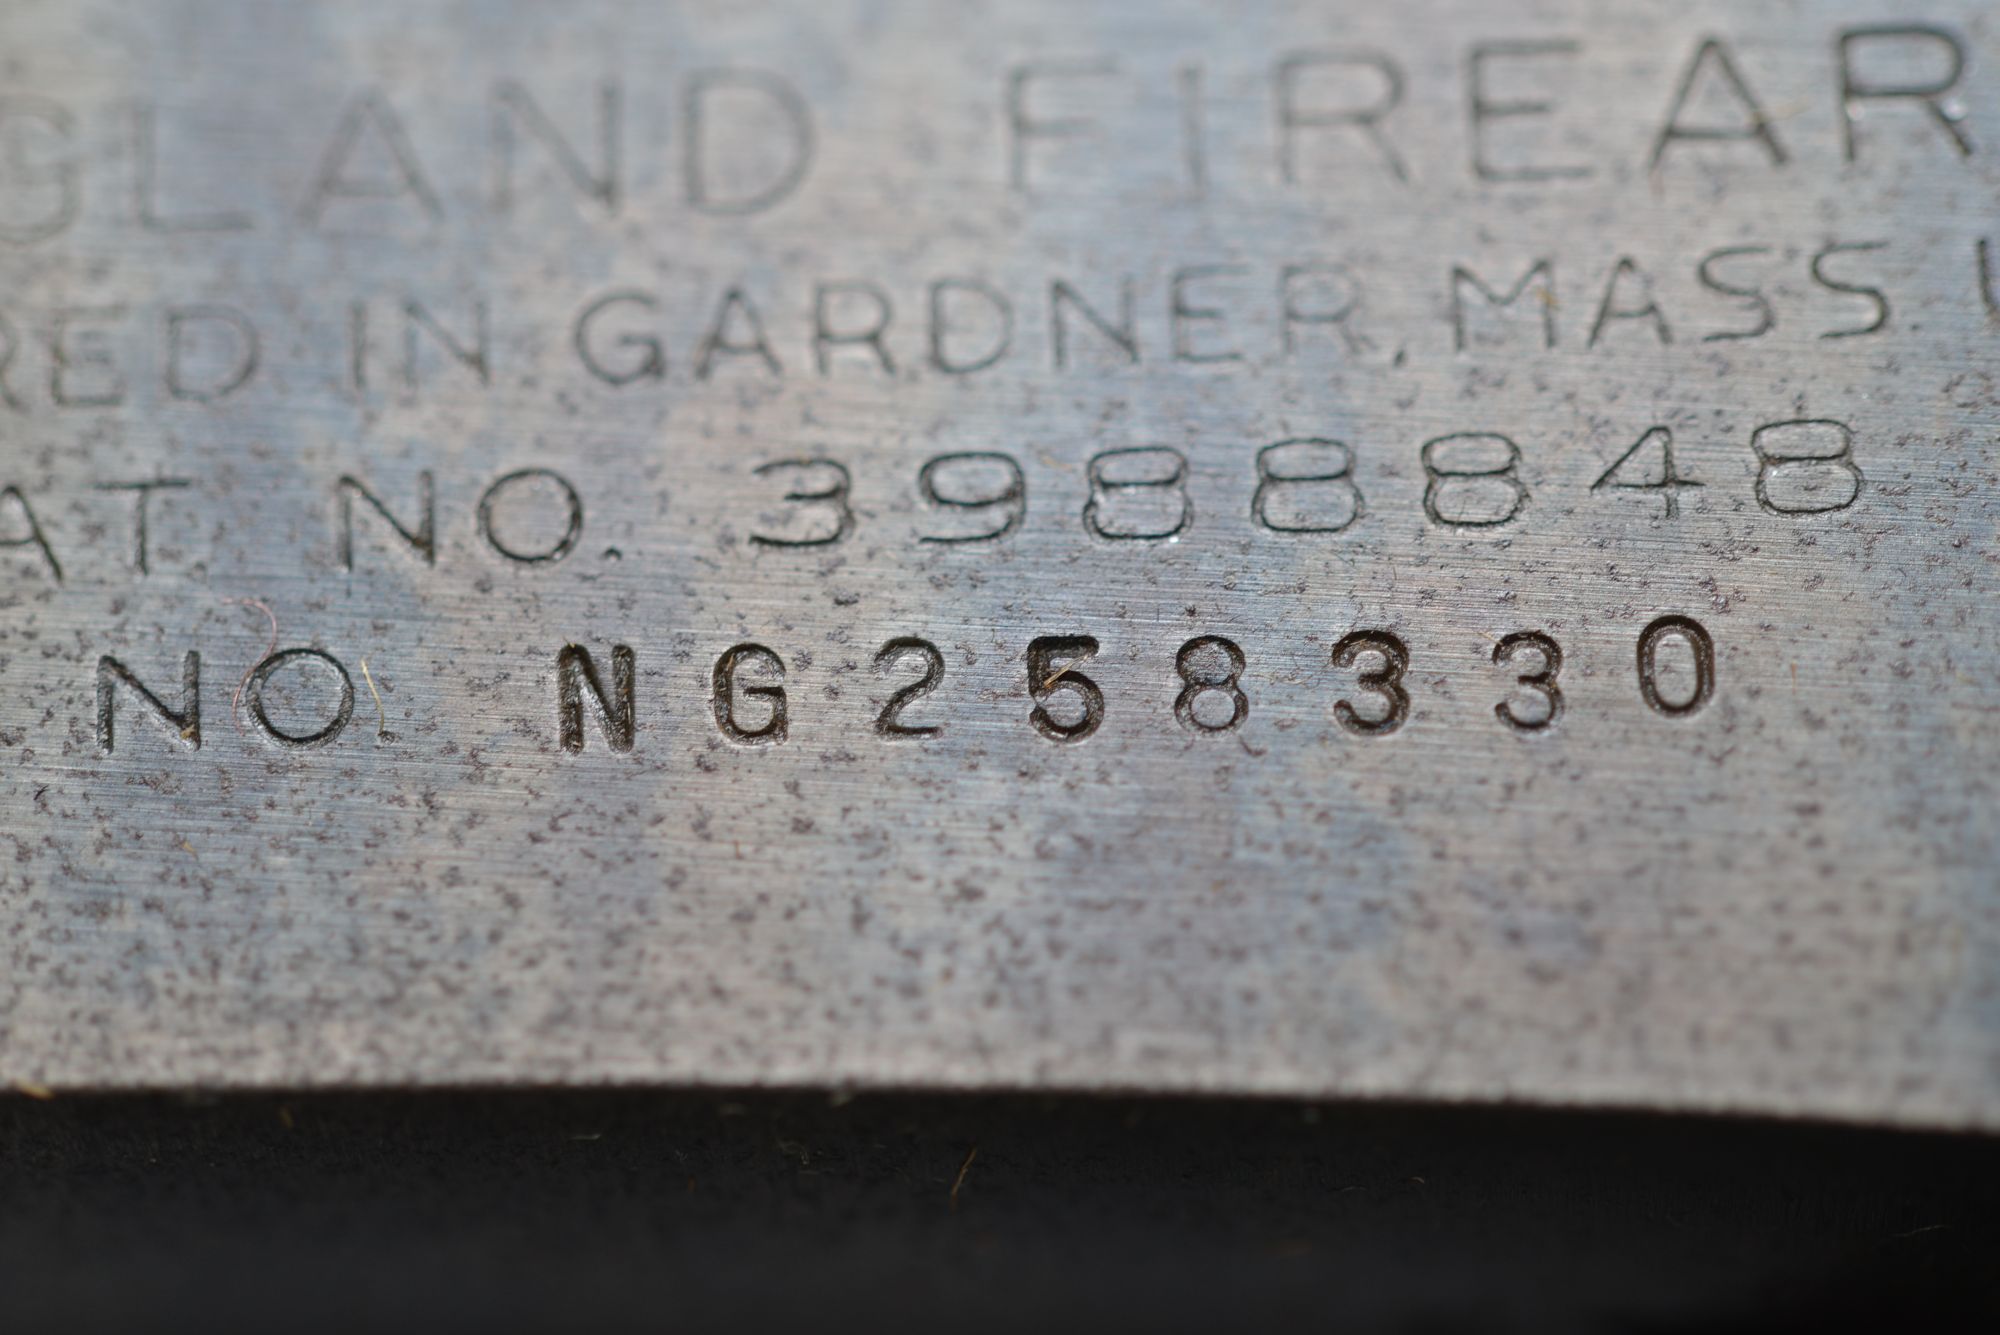 GLAND FIREAR
RED IN GARDNER, MASS U
AT NO. 3988848
NO. NG258330